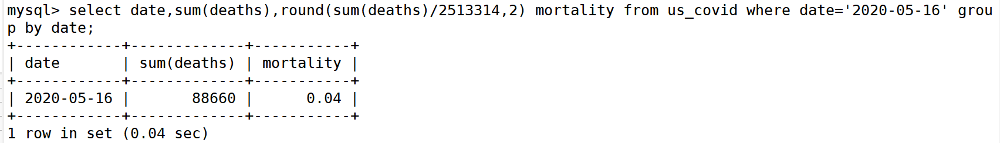 mysql> select date,sum(deaths),round(sum(deaths)/2513314,2) mortality from us_covid where date='2020-05-16' grou
p by date;
+------------+-------------+-----------+
| date       | sum(deaths) | mortality |
+------------+-------------+-----------+
| 2020-05-16 |       88660 |      0.04 |
+------------+-------------+-----------+
1 row in set (0.04 sec)